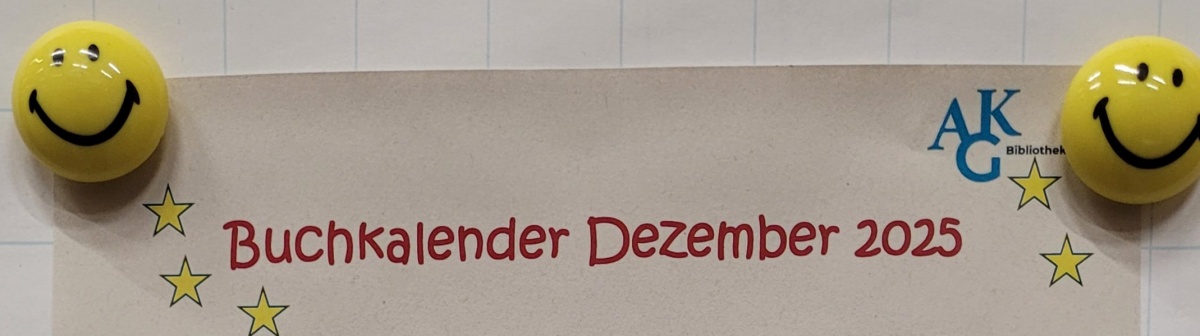 AKG
Bibliothek
Buchkalender Dezember 2025